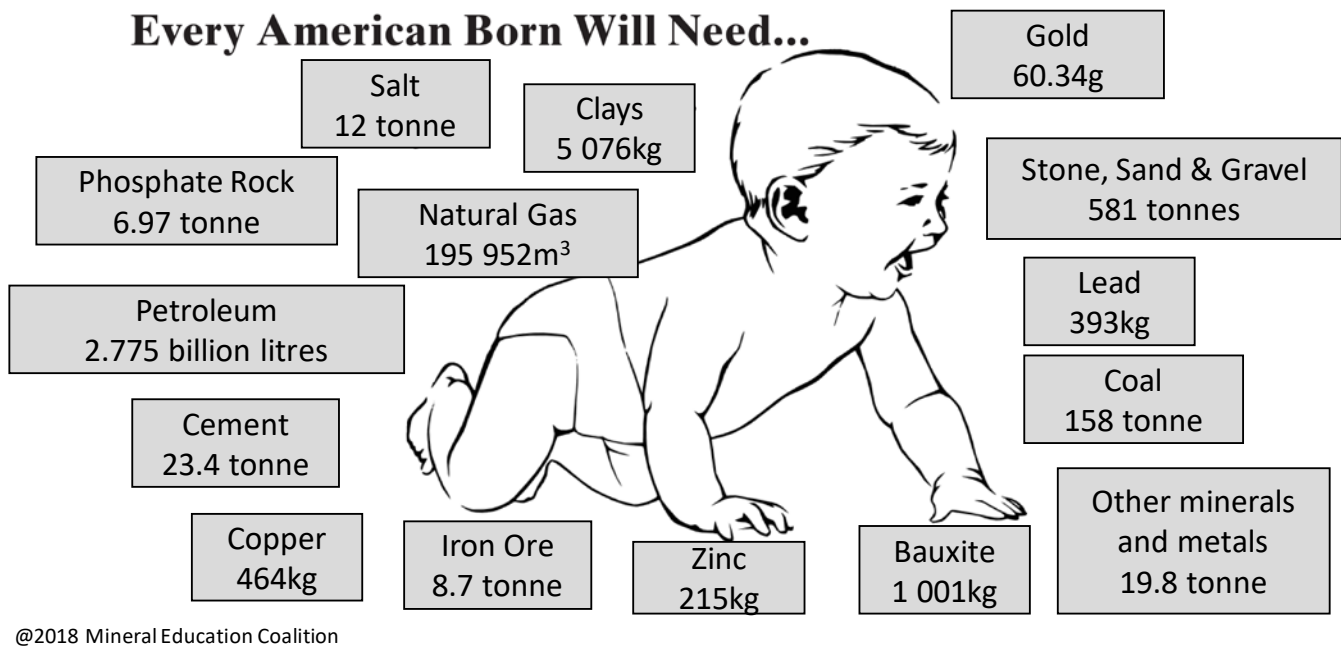 Every American Born Will Need...
Gold
60.34g
Salt
12 tonne
Clays
5 076kg
Stone, Sand & Gravel
581 tonnes
Phosphate Rock
6.97 tonne
Natural Gas
195 952m³
Lead
393kg
Petroleum
2.775 billion litres
Coal
158 tonne
Cement
23.4 tonne
Other minerals
and metals
19.8 tonne
Copper
464kg
Iron Ore
8.7 tonne
Zinc
215kg
Bauxite
1 001kg
@2018 Mineral Education Coalition